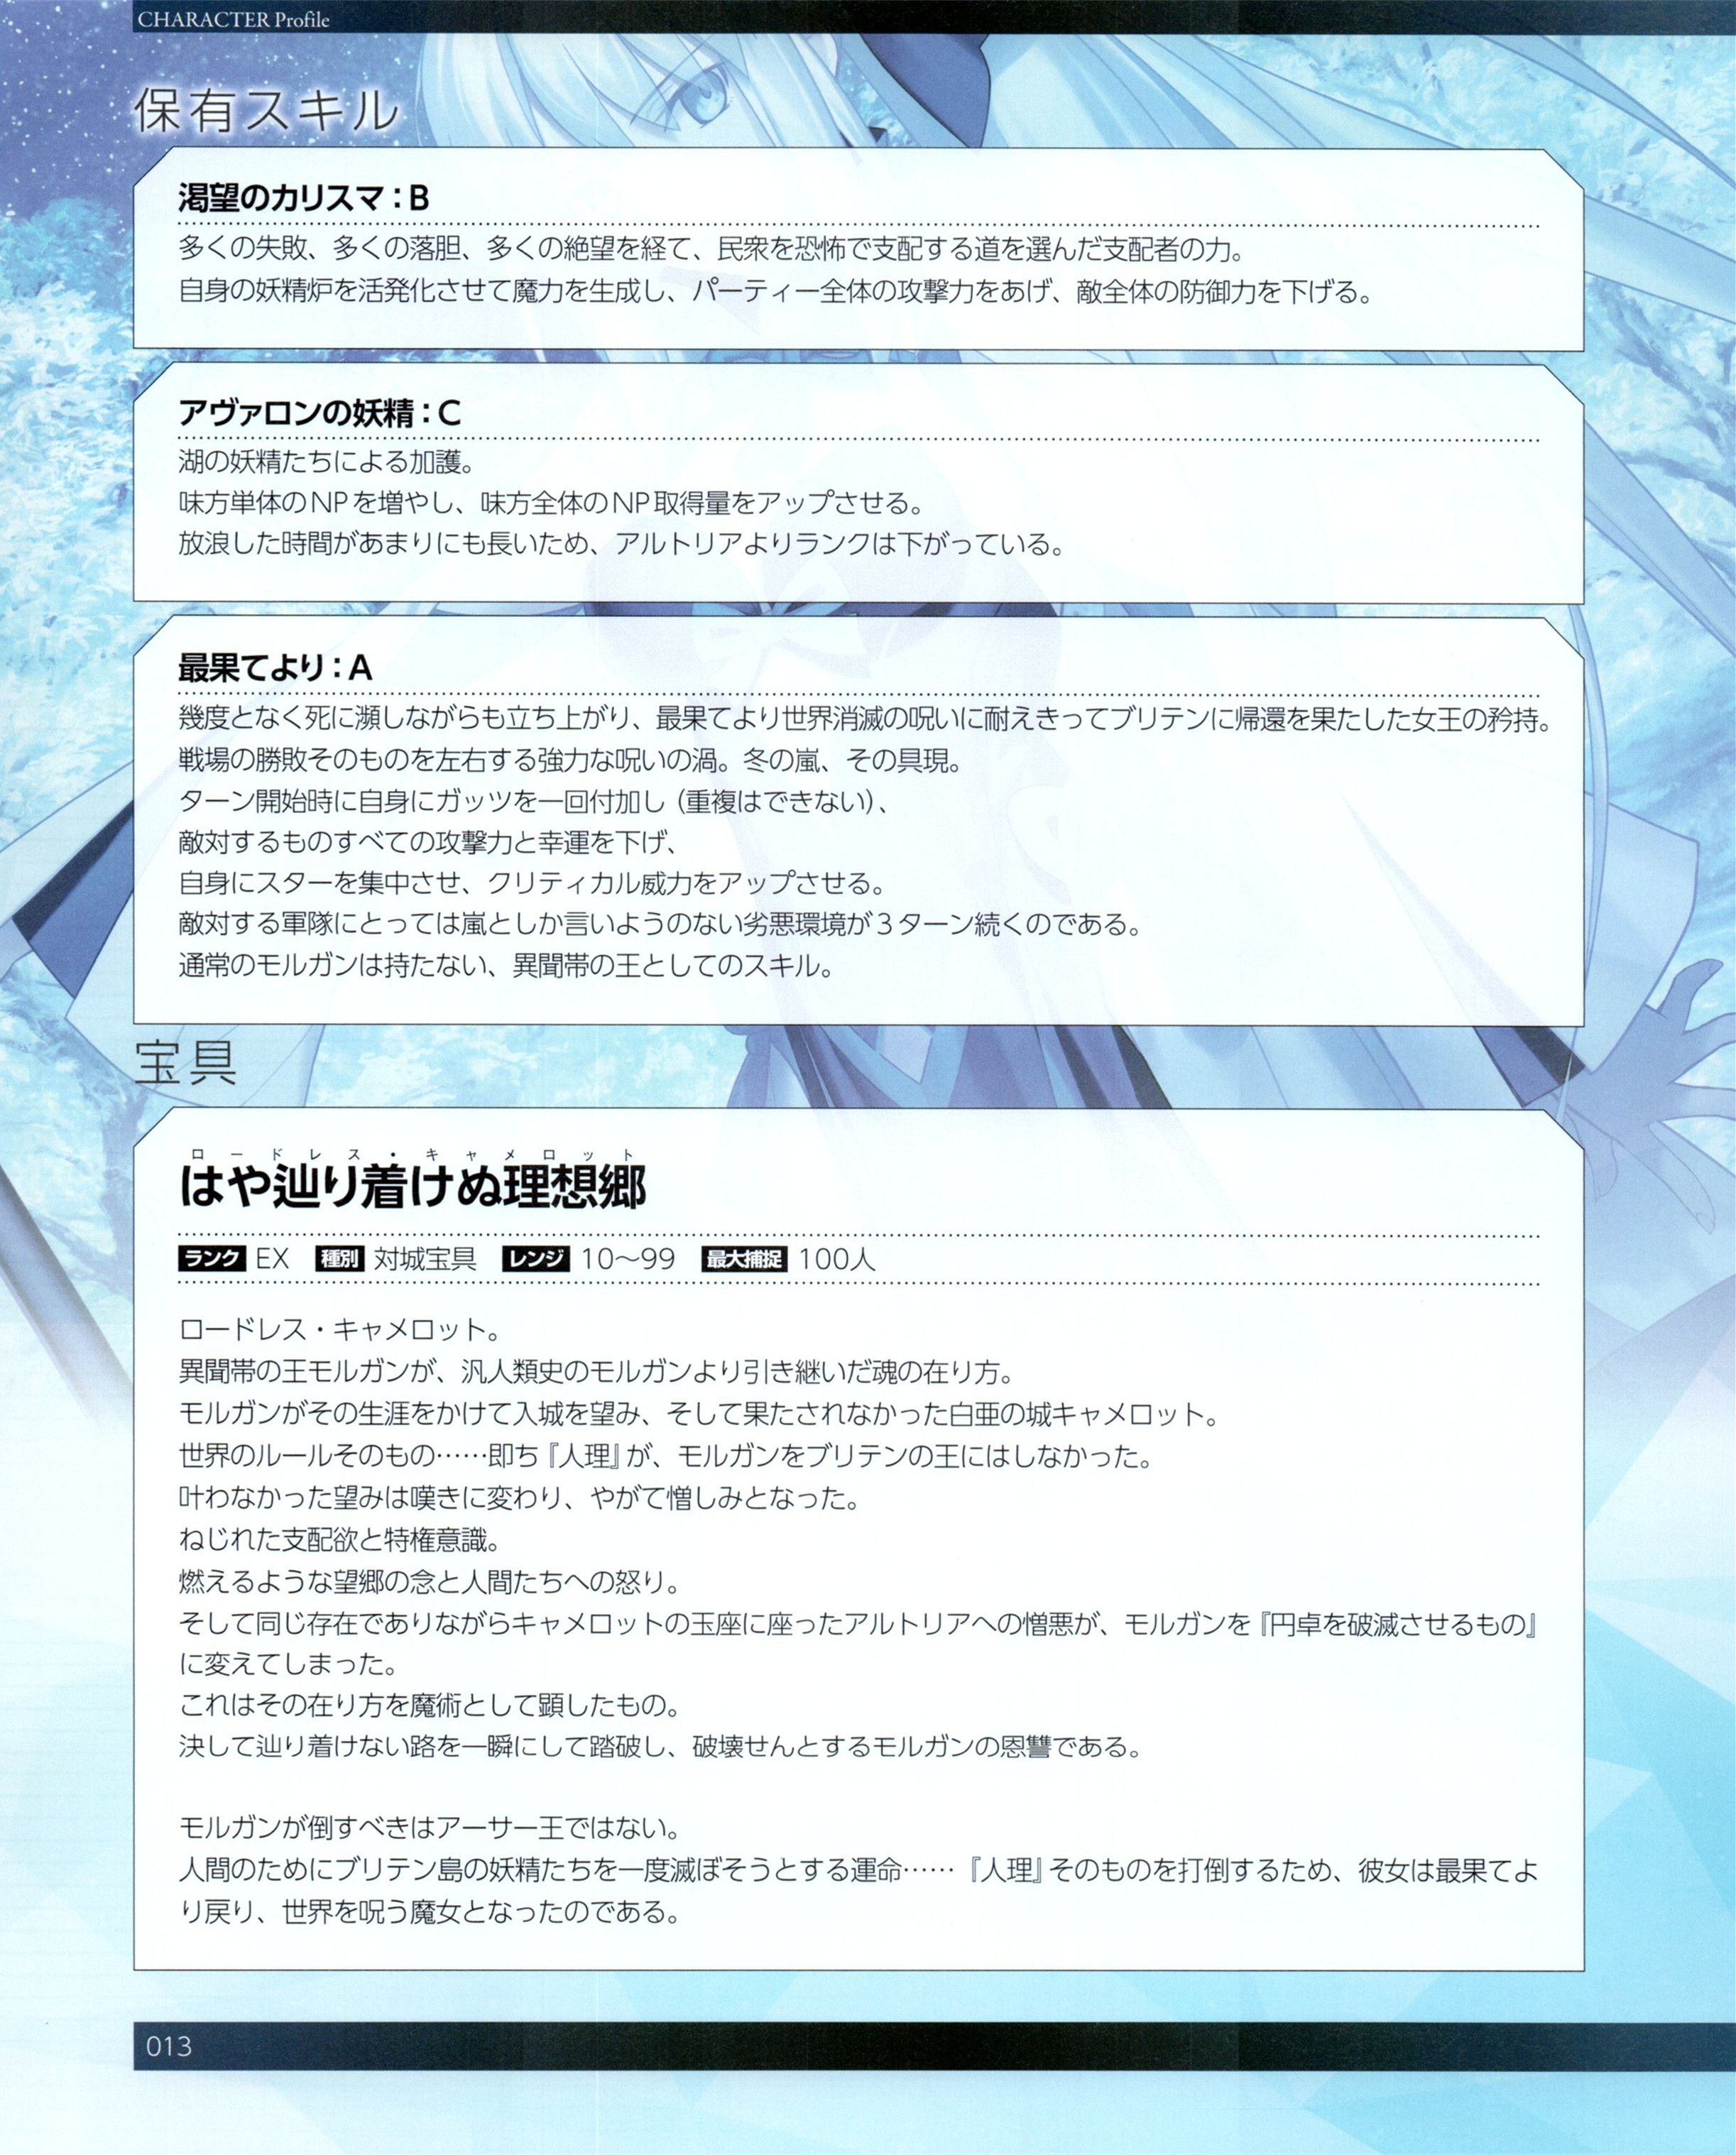 CHARACTER Profile
保有スキル
渇望のカリスマ：B
多くの失敗、多くの落胆、多くの絶望を経て、民衆を恐怖で支配する道を選んだ支配者の力。
自身の妖精炉を活発化させて魔力を生成し、パーティー全体の攻撃力をあげ、敵全体の防御力を下げる。
アヴァロンの妖精：C
湖の妖精たちによる加護。
味方単体のNPを増やし、味方全体のNP取得量をアップさせる。
放浪した時間があまりにも長いため、アルトリアよりランクは下がっている。
最果てより：A
幾度となく死に瀕しながらも立ち上がり、最果てより世界消滅の呪いに耐えきってブリテンに帰還を果たした女王の矜持。
戦場の勝敗そのものを左右する強力な呪いの渦。冬の嵐、その具現。
ターン開始時に自身にガッツを一回付加し（重複はできない）、
敵対するものすべての攻撃力と幸運を下げ、
自身にスターを集中させ、クリティカル威力をアップさせる。
敵対する軍隊にとっては嵐としか言いようのない劣悪環境が3ターン続くのである。
通常のモルガンは持たない、異聞帯の王としてのスキル。
宝具
ロードレス・キャメロット
はや辿り着けぬ理想郷
ランク EX 種別 対城宝具 レンジ 10～99 最大捕捉 100人
ロードレス・キャメロット。
異聞帯の王モルガンが、汎人類史のモルガンより引き継いだ魂の在り方。
モルガンがその生涯をかけて入城を望み、そして果たされなかった白亜の城キャメロット。
世界のルールそのもの……即ち『人理』が、モルガンをブリテンの王にはしなかった。
叶わなかった望みは嘆きに変わり、やがて憎しみとなった。
ねじれた支配欲と特権意識。
燃えるような望郷の念と人間たちへの怒り。
そして同じ存在でありながらキャメロットの玉座に座ったアルトリアへの憎悪が、モルガンを『円卓を破滅させるもの』
に変えてしまった。
これはその在り方を魔術として顕したもの。
決して辿り着けない路を一瞬にして踏破し、破壊せんとするモルガンの恩讐である。
モルガンが倒すべきはアーサー王ではない。
人間のためにブリテン島の妖精たちを一度滅ぼそうとする運命……『人理』そのものを打倒するため、彼女は最果てよ
り戻り、世界を呪う魔女となったのである。
013